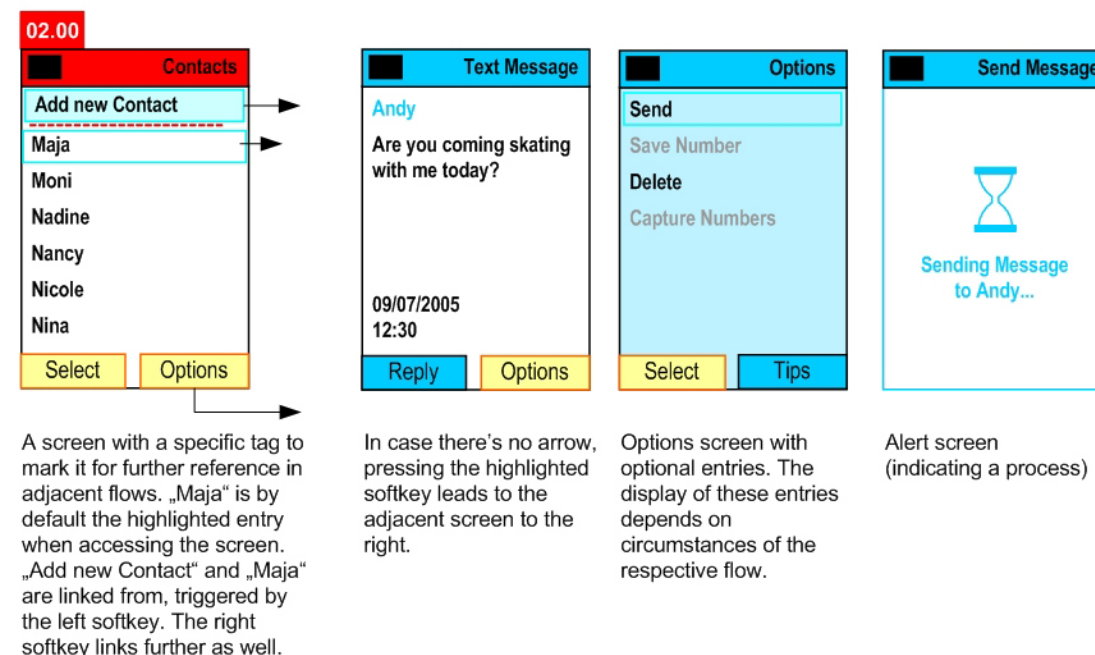 02.00
Contacts
Add new Contact
Maja
Moni
Nadine
Nancy
Nicole
Nina
Select
Options
A screen with a specific tag to
mark it for further reference in
adjacent flows. „Maja“ is by
default the highlighted entry
when accessing the screen.
„Add new Contact“ and „Maja“
are linked from, triggered by
the left softkey. The right
softkey links further as well.
Text Message
Andy
Are you coming skating
with me today?
09/07/2005
12:30
Reply
Options
In case there's no arrow,
pressing the highlighted
softkey leads to the
adjacent screen to the
right.
Options
Send
Save Number
Delete
Capture Numbers
Select
Tips
Options screen with
optional entries. The
display of these entries
depends on
circumstances of the
respective flow.
Send Message
Sending Message
to Andy...
Alert screen
(indicating a process)